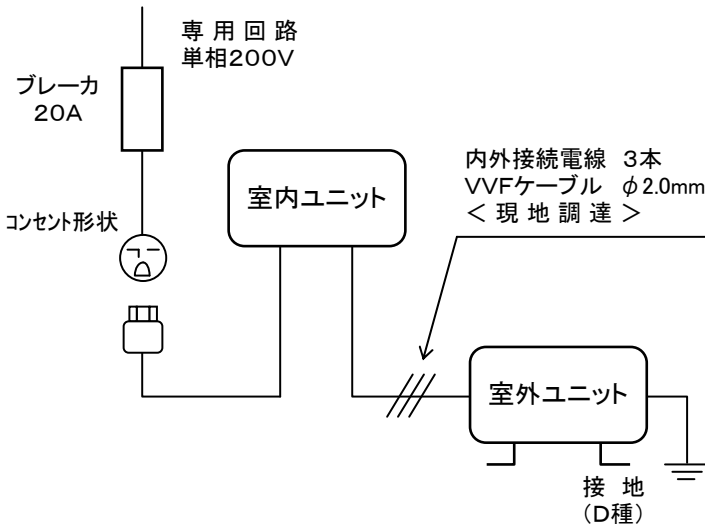 専用回路
単相200V
ブレーカ
20A
コンセント形状
室内ユニット
内外接続電線 3本
VVFケーブル φ2.0mm
<現地調達>
室外ユニット
接地
(D種)